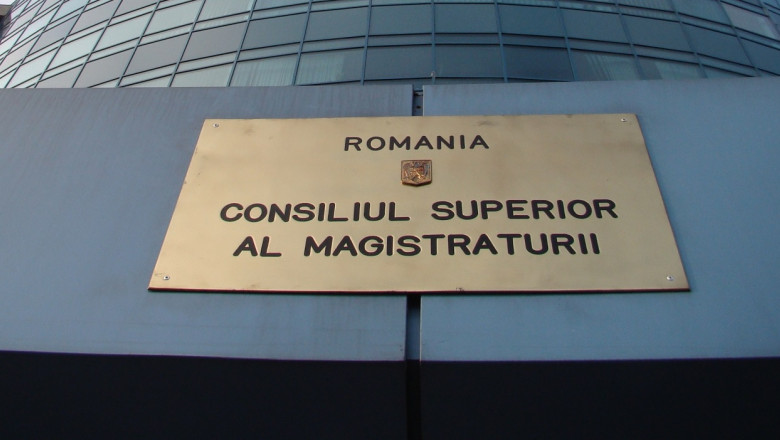 ROMANIA
CONSILIUL SUPERIOR
AL MAGISTRATURII